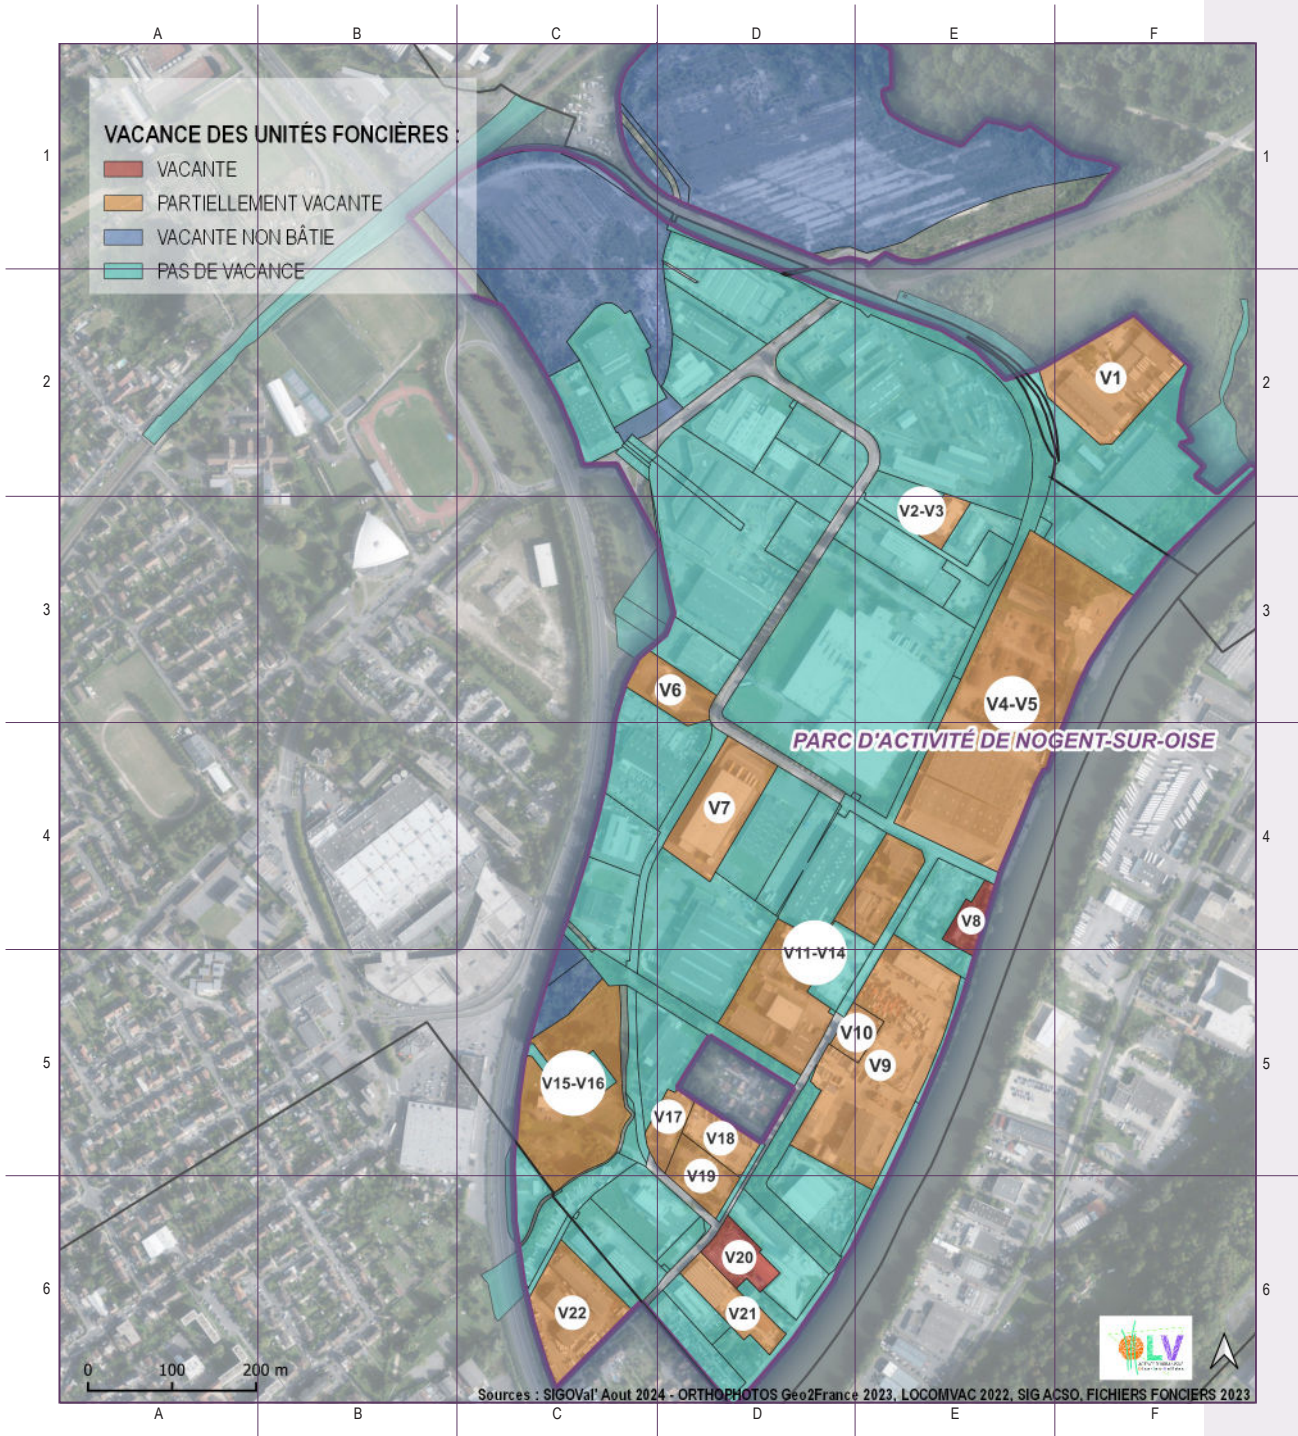 A B C D E F
VACANCE DES UNITÉS FONCIÈRES :
1 1
VACANTE
PARTIELLEMENT VACANTE
VACANTE NON BÂTIE
PAS DE VACANCE
V1
2 2
V2-V3
3 3
V6
V4-V5
PARC D'ACTIVITÉ DE NOGENT-SUR-OISE
V7
4 4
V8
V11-V14
V10
5 5
V9
V15-V16
V17
V18
V19
V20
6 6
V22
V21
LV
0 100 200 m
Sources : SIGOVal' Aout 2024 - ORTHOPHOTOS Geo2France 2023, LOCOMVAC 2022, SIG ACSO, FICHIERS FONCIERS 2023
A B C D E F